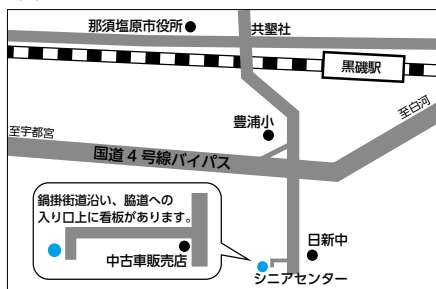 那須塩原市役所
共墾社
黒磯駅
至白河
豊浦小
至宇都宮
国道4号線バイパス
鍋掛街道沿い、脇道への
入り口上に看板があります。
中古車販売店
日新中
シニアセンター